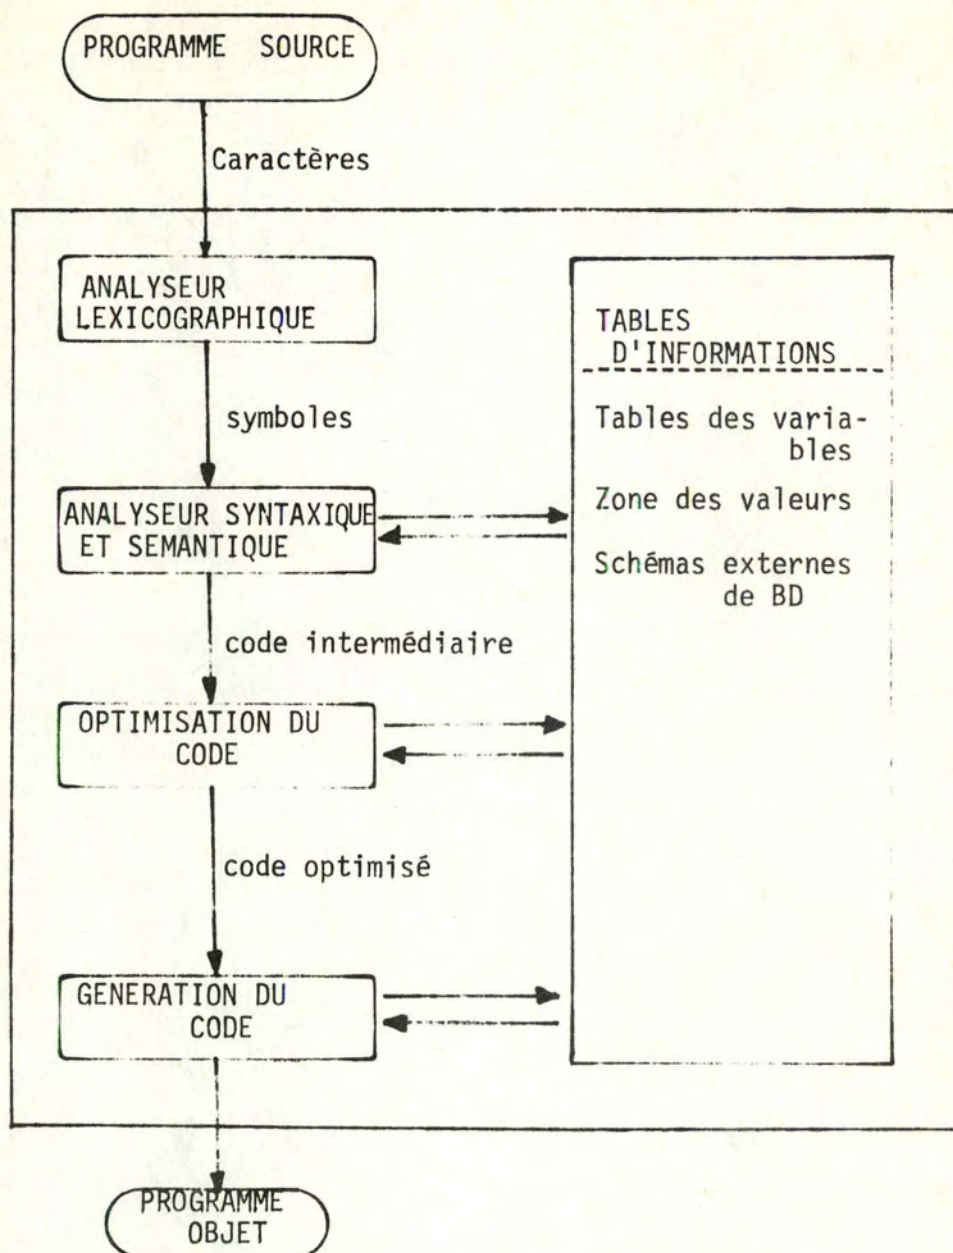 PROGRAMME SOURCE
Caractères
ANALYSEUR
LEXICOGRAPHIQUE
symboles
ANALYSEUR SYNTAXIQUE
ET SEMANTIQUE
code intermédiaire
OPTIMISATION DU
CODE
code optimisé
GENERATION DU
CODE
PROGRAMME
OBJET
TABLES
D'INFORMATIONS
Tables des varia-
bles
Zone des valeurs
Schémas externes
de BD